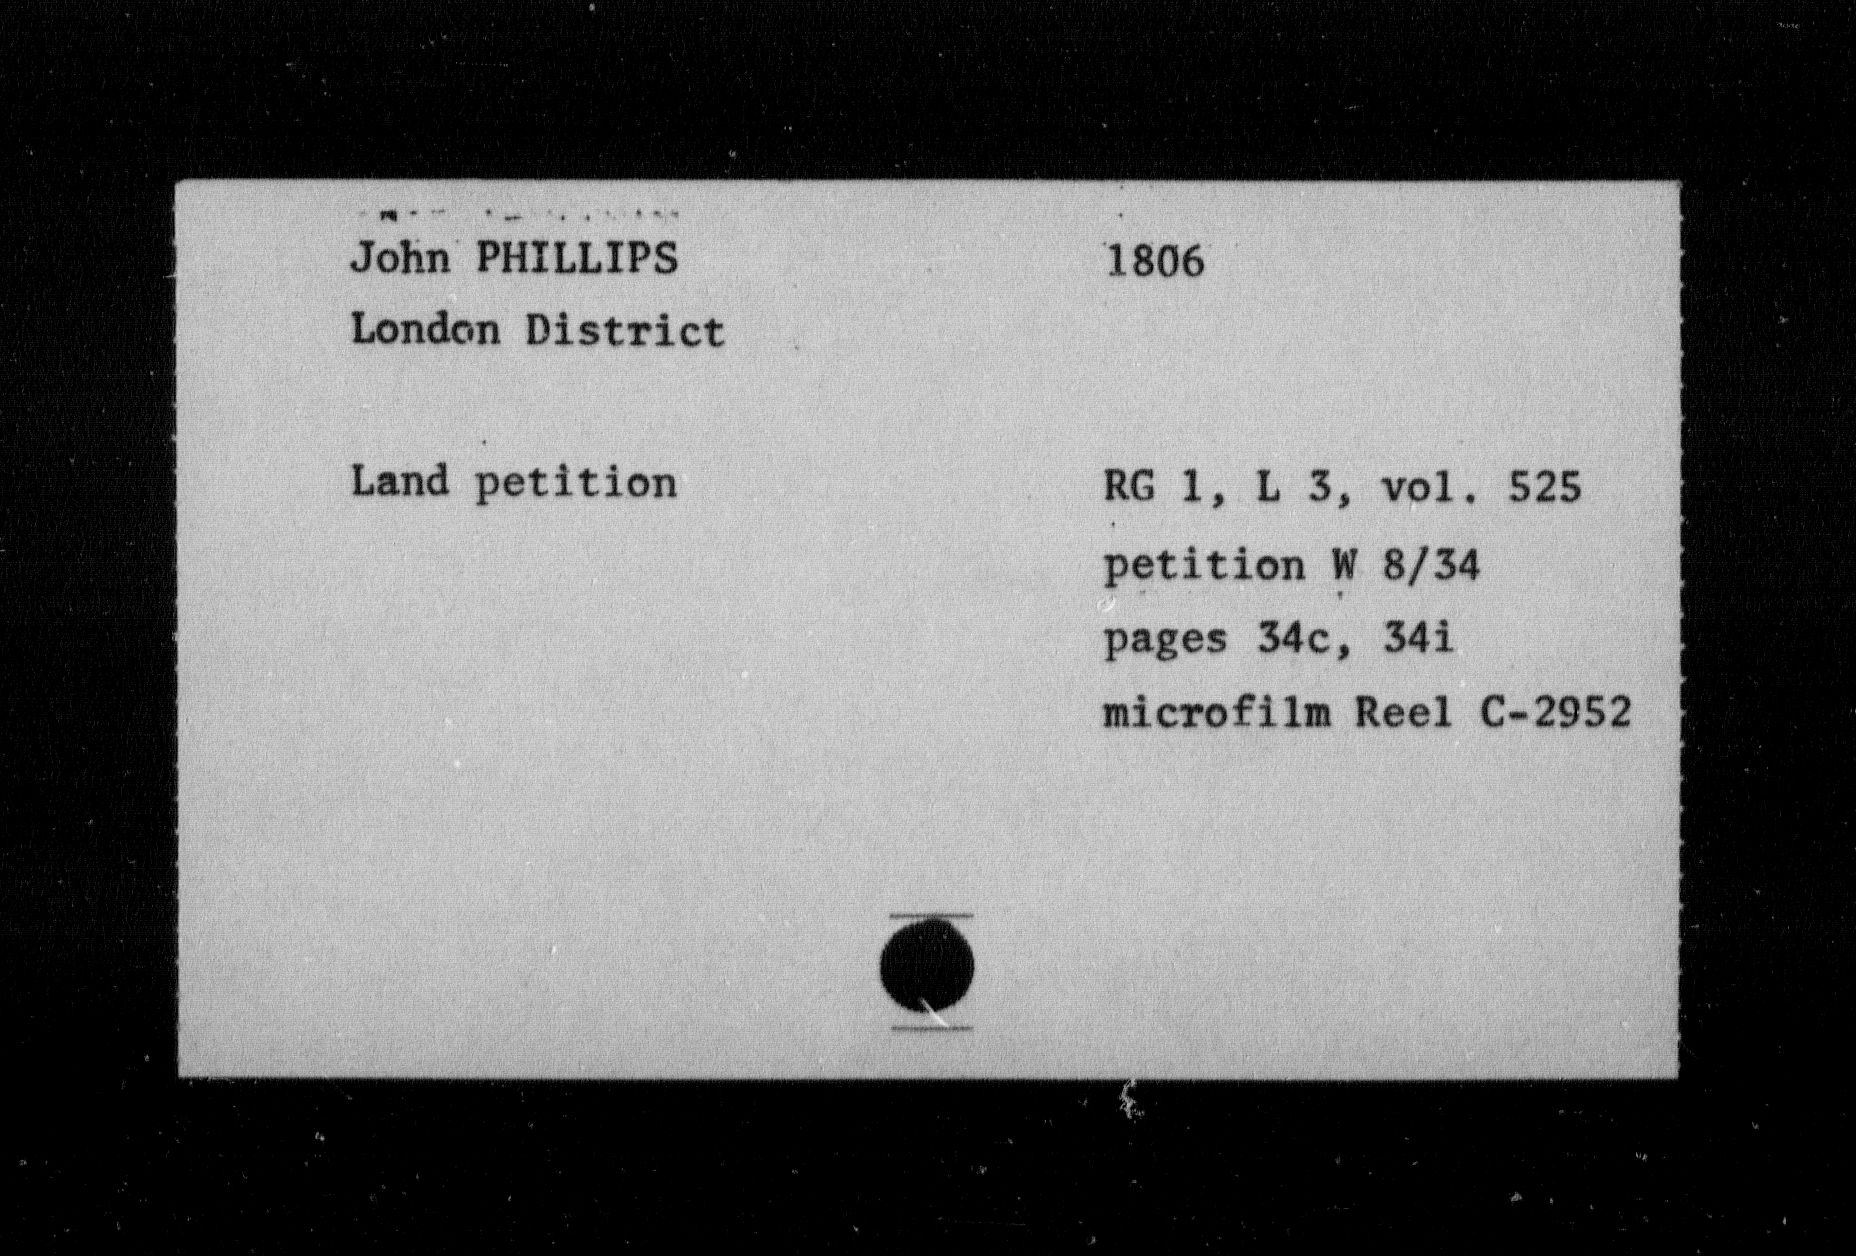 John PHILLIPS 1806
London District
Land petition RG 1, L 3, vol. 525
petition W 8/34
pages 34c, 34i
microfilm Reel C-2952